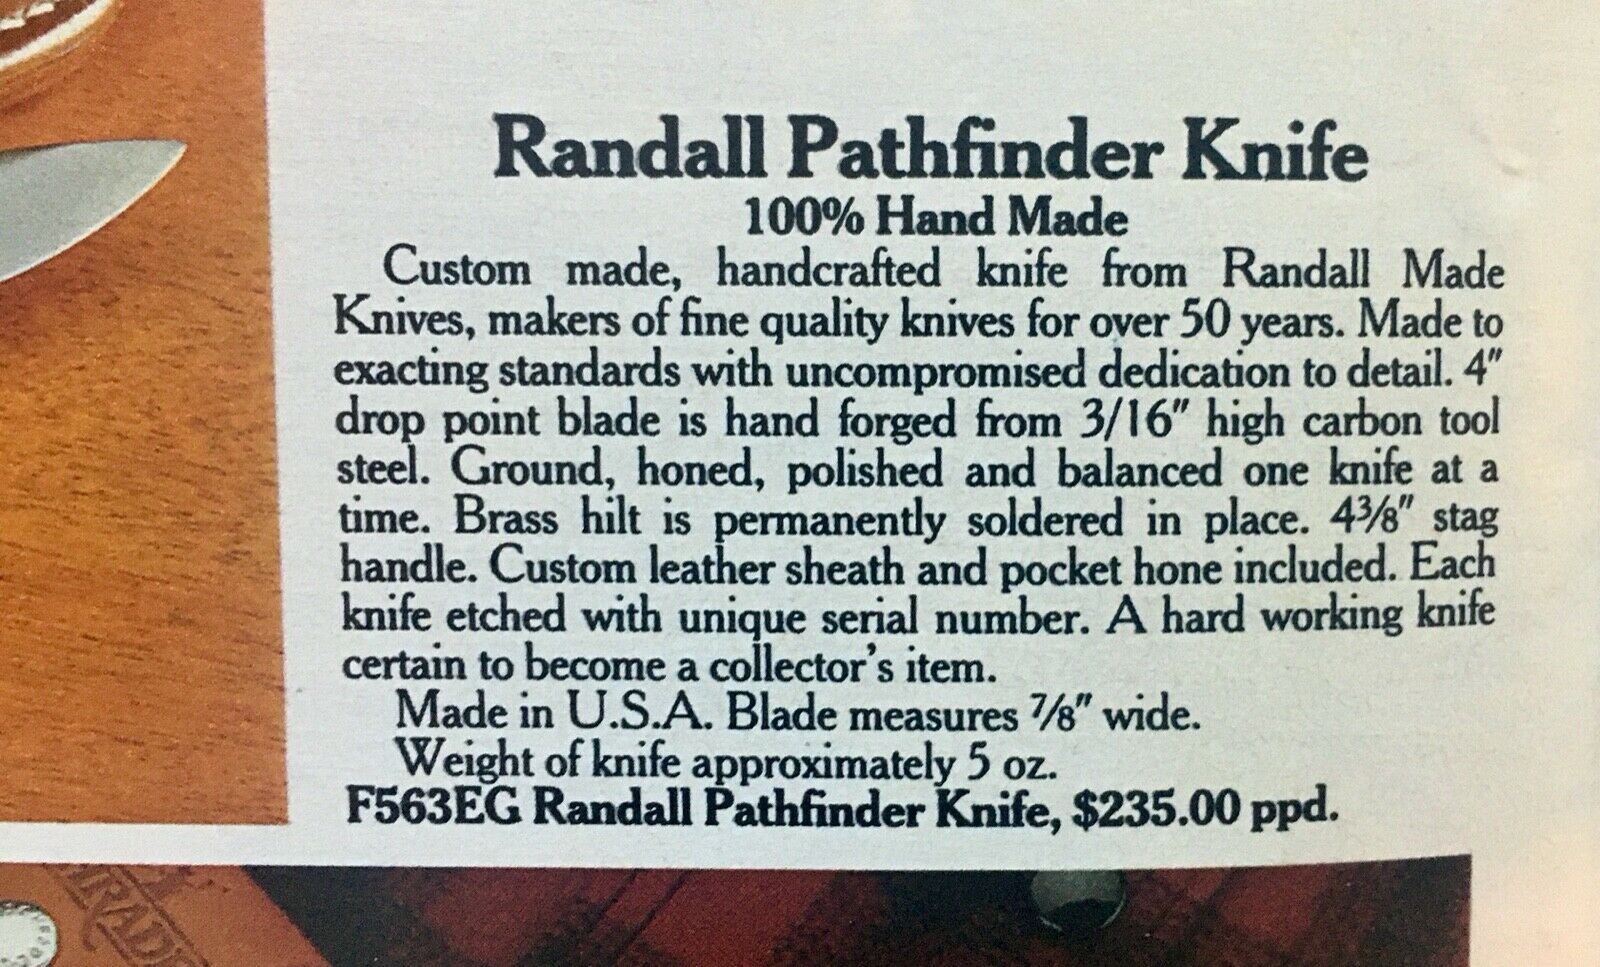 Randall Pathfinder Knife
100% Hand Made
Custom made, handcrafted knife from Randall Made
Knives, makers of fine quality knives for over 50 years. Made to
exacting standards with uncompromised dedication to detail. 4"
drop point blade is hand forged from 3/16" high carbon tool
steel. Ground, honed, polished and balanced one knife at a
time. Brass hilt is permanently soldered in place. 4⅜" stag
handle. Custom leather sheath and pocket hone included. Each
knife etched with unique serial number. A hard working knife
certain to become a collector's item.
Made in U.S.A. Blade measures ⅞" wide.
Weight of knife approximately 5 oz.
F563EG Randall Pathfinder Knife, $235.00 ppd.